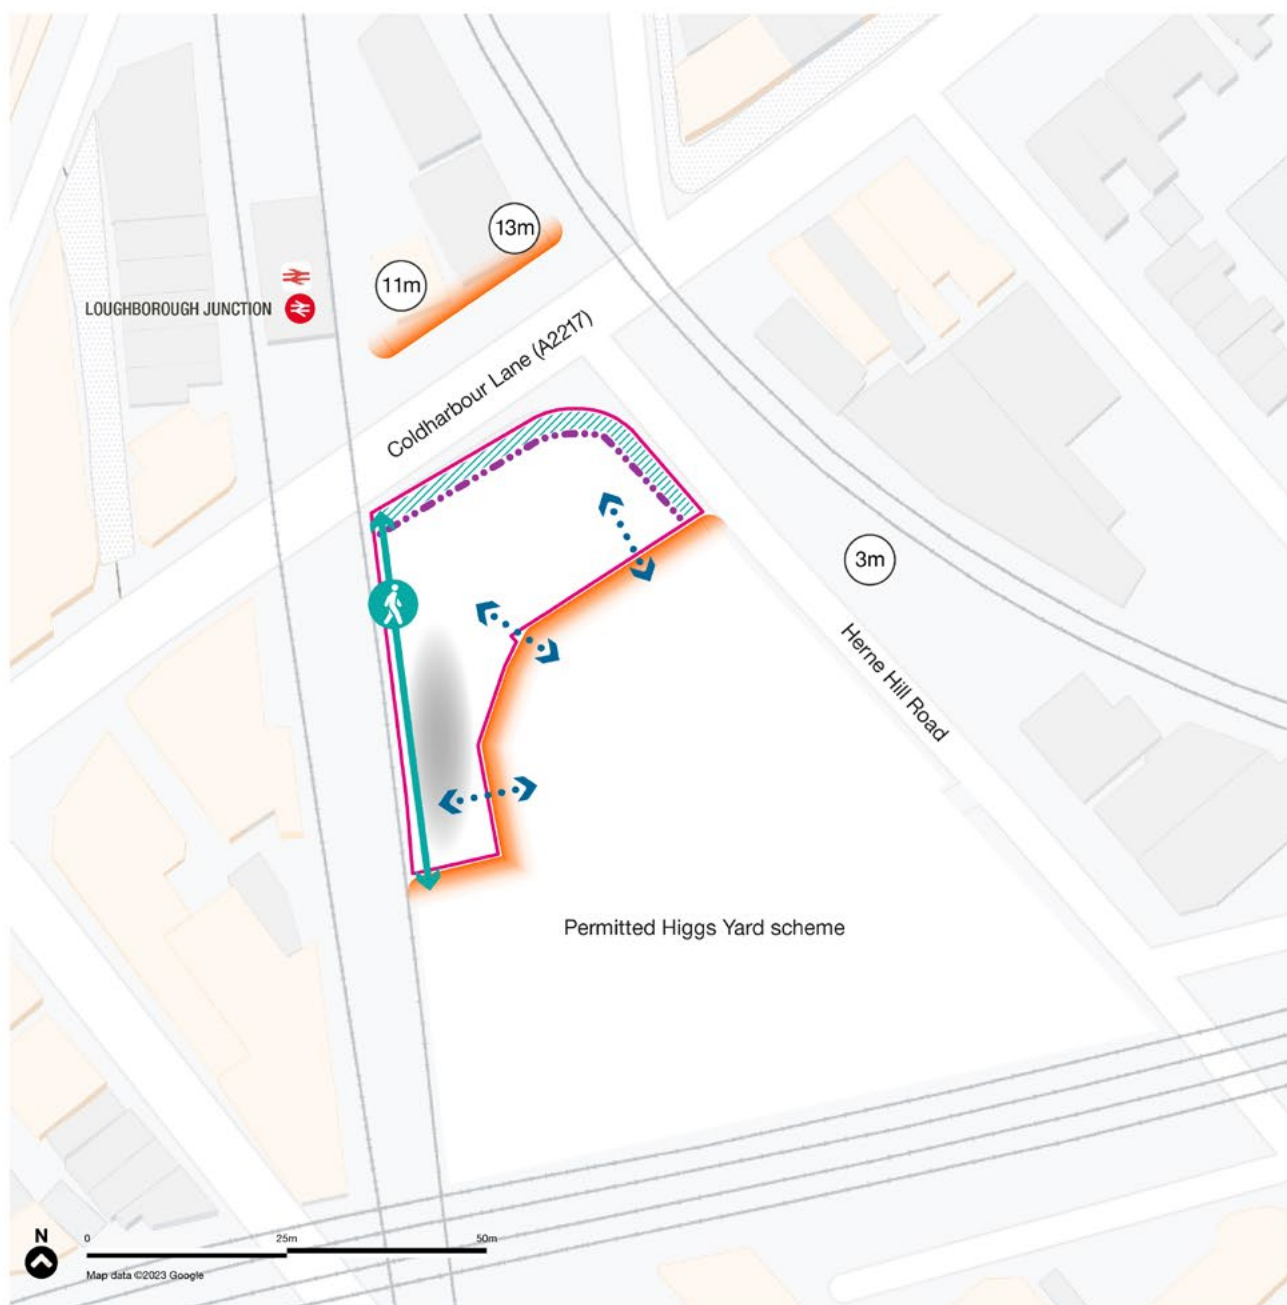 13m
11m
LOUGHBOROUGH JUNCTION
Coldharbour Lane (A2217)
3m
Herne Hill Road
Permitted Higgs Yard scheme
N
0 25m 50m
Map data ©2023 Google